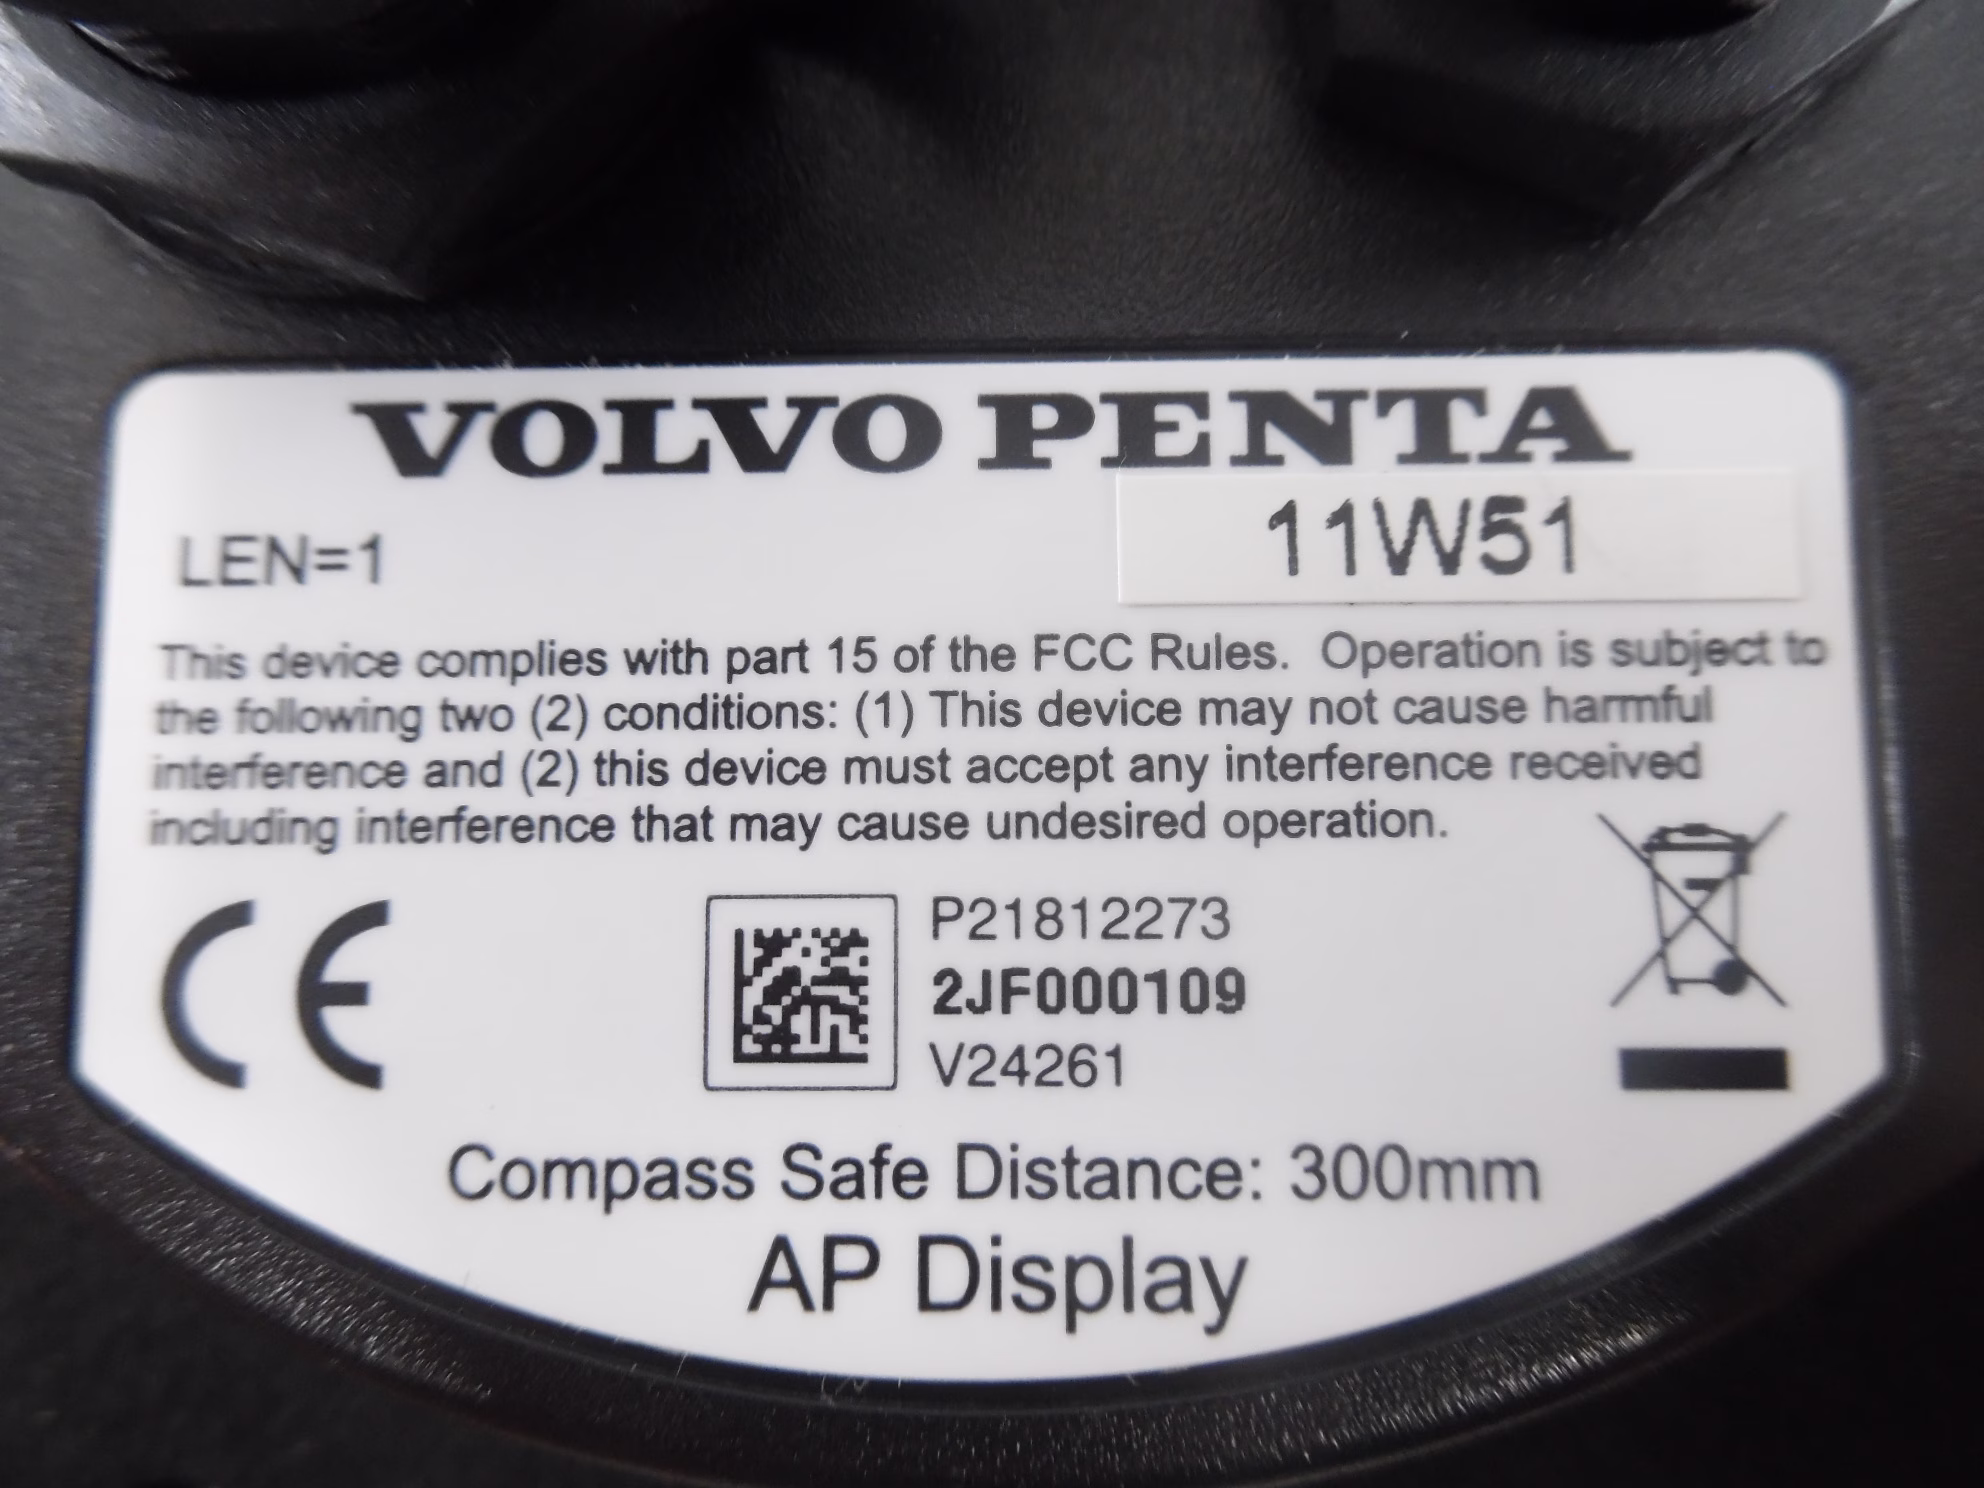 VOLVO PENTA
LEN=1
11W51
This device complies with part 15 of the FCC Rules.  Operation is subject to
the following two (2) conditions: (1) This device may not cause harmful
interference and (2) this device must accept any interference received
including interference that may cause undesired operation.
CE
P21812273
2JF000109
V24261
Compass Safe Distance: 300mm
AP Display